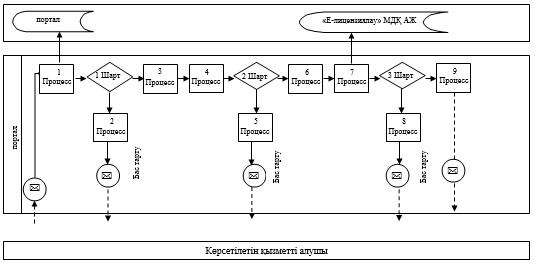 портал
«Е-лицензиялау» МДҚ АЖ
портал
1
Процесс
1 Шарт
3
Процесс
4
Процесс
2 Шарт
6
Процесс
7
Процесс
3 Шарт
9
Процесс
2
Процесс
5
Процесс
8
Процесс
Бас тарту
Бас тарту
Бас тарту
Көрсетілетін қызметті алушы